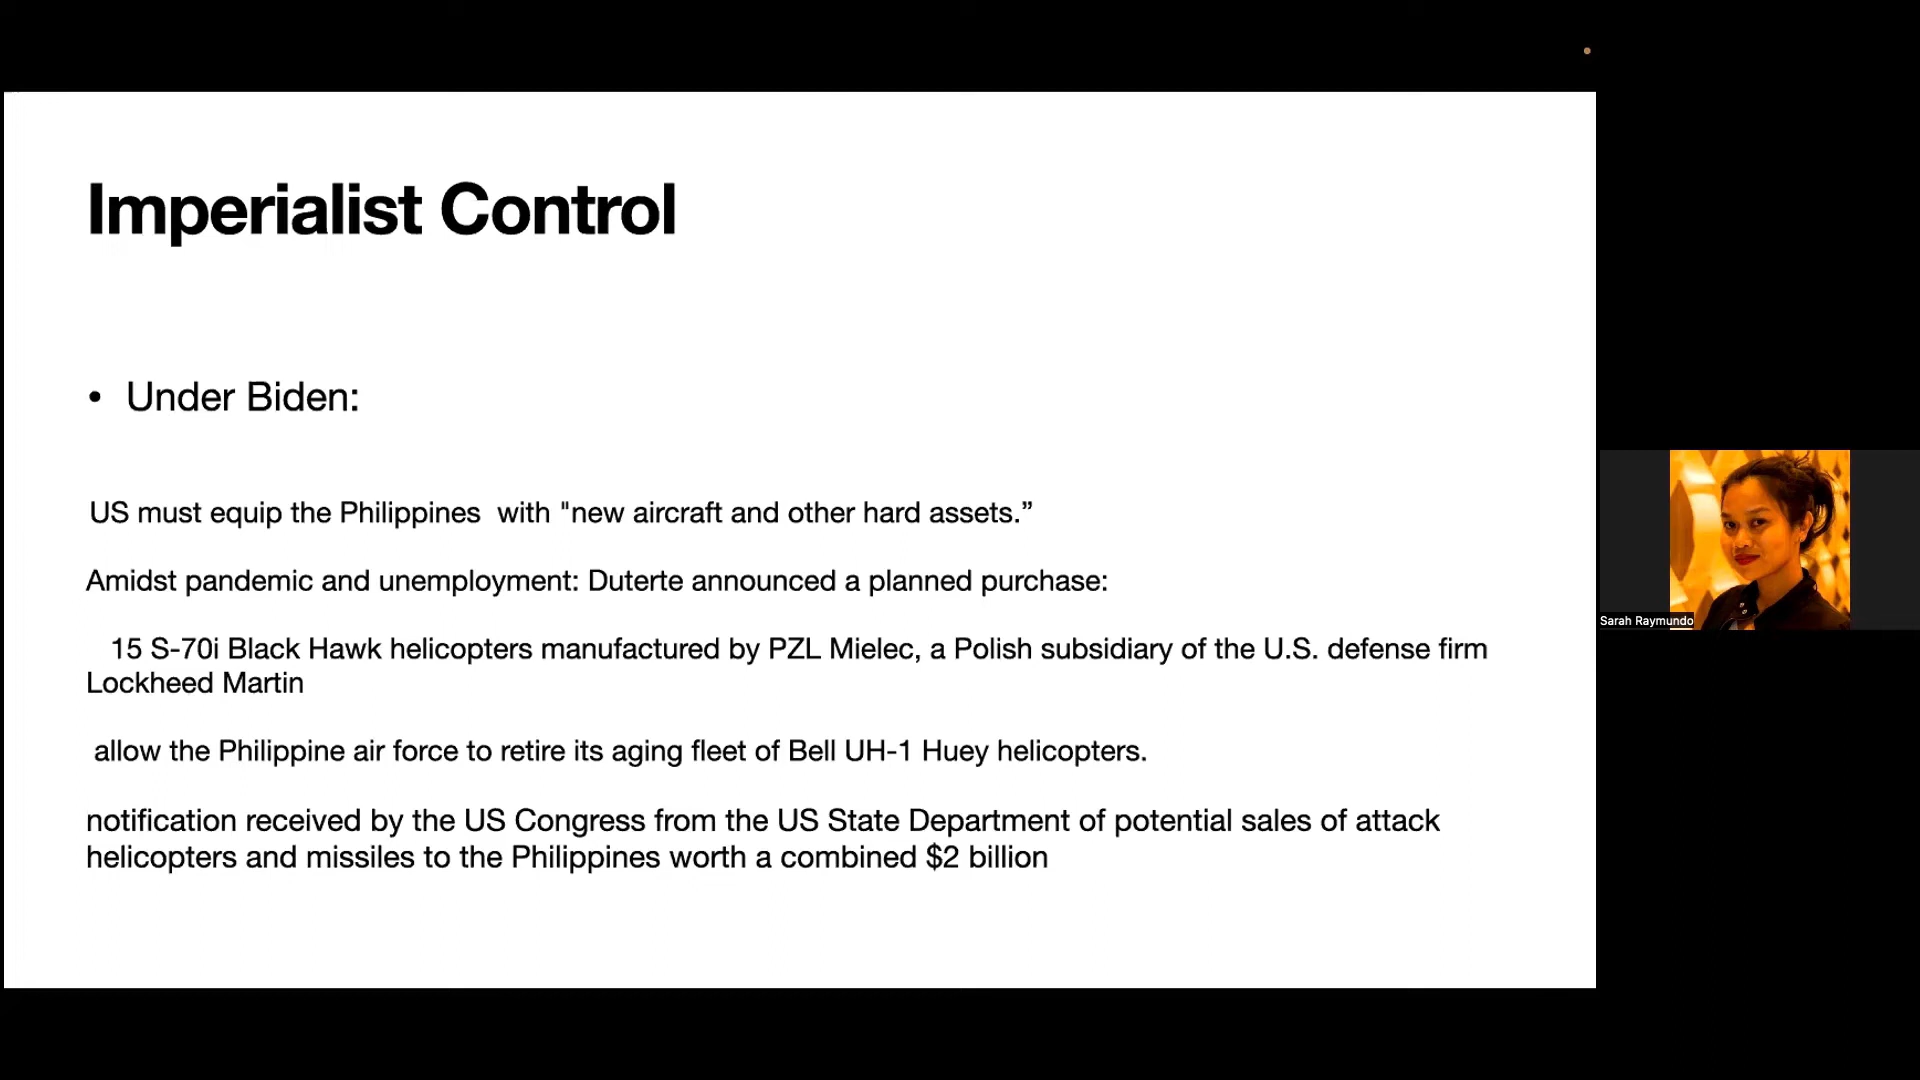 Imperialist Control
• Under Biden:
US must equip the Philippines  with "new aircraft and other hard assets.”
Amidst pandemic and unemployment: Duterte announced a planned purchase:
15 S-70i Black Hawk helicopters manufactured by PZL Mielec, a Polish subsidiary of the U.S. defense firm
Lockheed Martin
allow the Philippine air force to retire its aging fleet of Bell UH-1 Huey helicopters.
notification received by the US Congress from the US State Department of potential sales of attack
helicopters and missiles to the Philippines worth a combined $2 billion
Sarah Raymundo